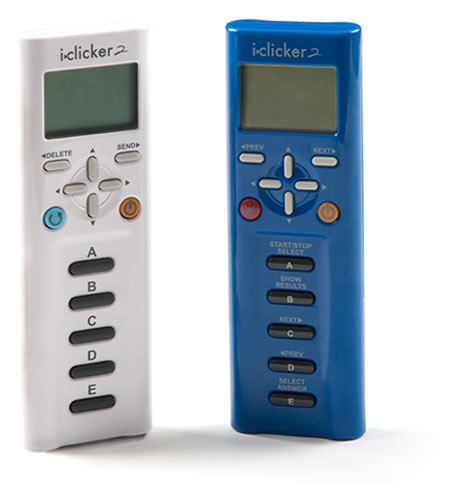 i>clicker2
◀DELETE
SEND▶
A
B
C
D
E
i>clicker2
◀PREV
NEXT▶
START/STOP
SELECT
A
SHOW
RESULTS
B
NEXT▶
C
◀PREV
D
SELECT
ANSWER
E